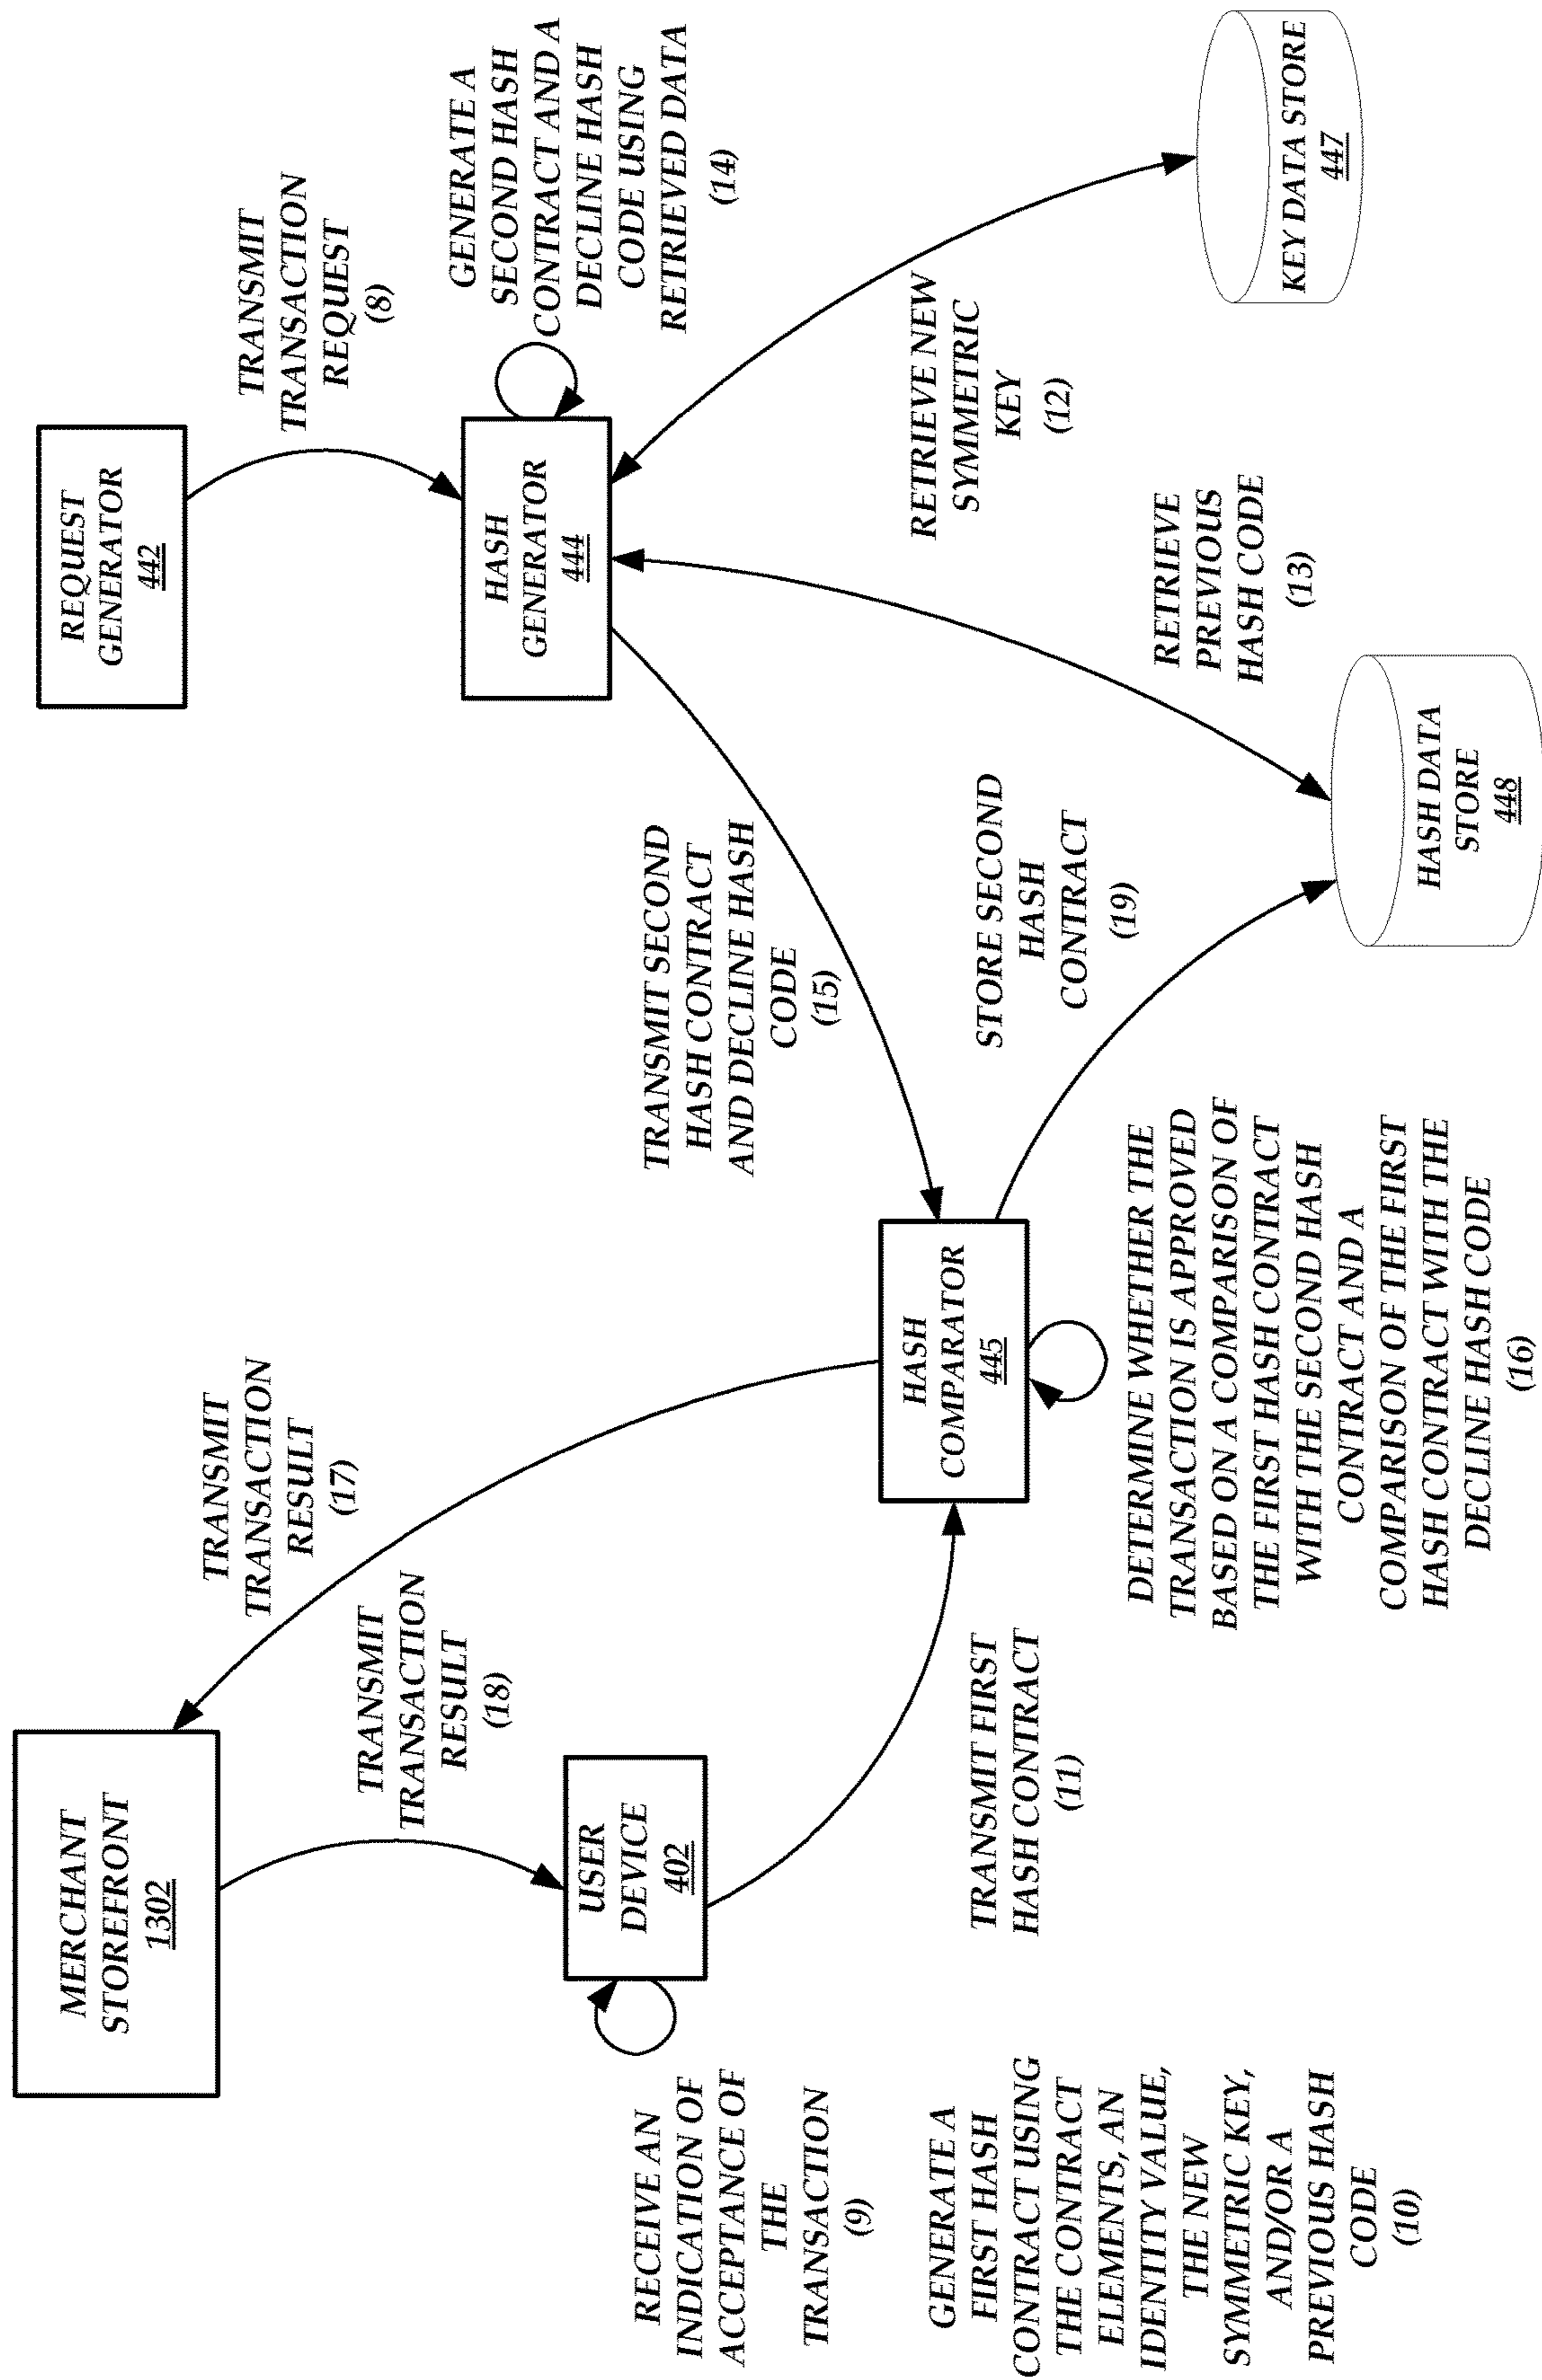 MERCHANT
STOREFRONT
1302
REQUEST
GENERATOR
442
TRANSMIT
TRANSACTION
RESULT
(17)
TRANSMIT
TRANSACTION
REQUEST
(8)
TRANSMIT
TRANSACTION
RESULT
(18)
GENERATE A
SECOND HASH
CONTRACT AND A
DECLINE HASH
CODE USING
RETRIEVED DATA
(14)
HASH
GENERATOR
444
USER
DEVICE
402
RECEIVE AN
INDICATION OF
ACCEPTANCE OF
THE
TRANSACTION
(9)
TRANSMIT SECOND
HASH CONTRACT
AND DECLINE HASH
CODE
(15)
GENERATE A
FIRST HASH
CONTRACT USING
THE CONTRACT
ELEMENTS, AN
IDENTITY VALUE,
THE NEW
SYMMETRIC KEY,
AND/OR A
PREVIOUS HASH
CODE
(10)
TRANSMIT FIRST
HASH CONTRACT
(11)
HASH
COMPARATOR
445
STORE SECOND
HASH
CONTRACT
(19)
RETRIEVE NEW
SYMMETRIC
KEY
(12)
DETERMINE WHETHER THE
TRANSACTION IS APPROVED
BASED ON A COMPARISON OF
THE FIRST HASH CONTRACT
WITH THE SECOND HASH
CONTRACT AND A
COMPARISON OF THE FIRST
HASH CONTRACT WITH THE
DECLINE HASH CODE
(16)
RETRIEVE
PREVIOUS
HASH CODE
(13)
HASH DATA
STORE
448
KEY DATA STORE
447